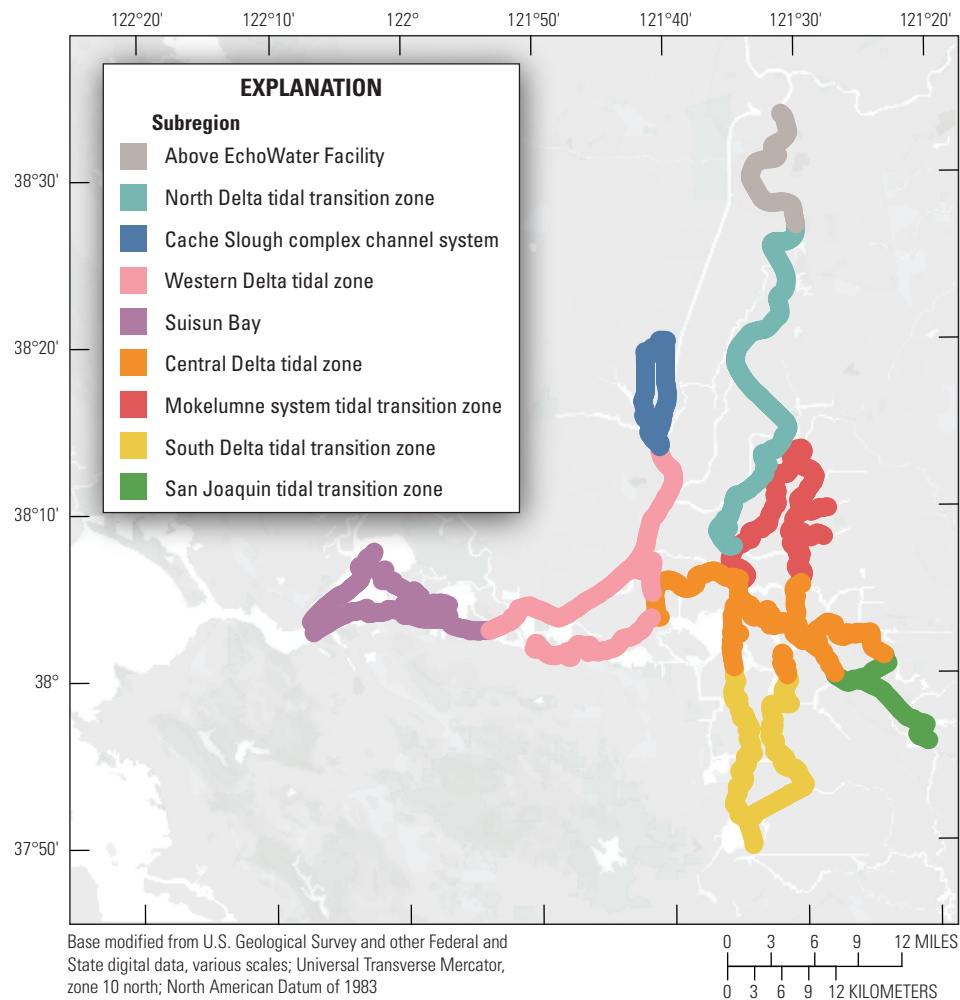 122°20' 122°10' 122° 121°50' 121°40' 121°30' 121°20'
EXPLANATION
Subregion
Above EchoWater Facility
North Delta tidal transition zone
Cache Slough complex channel system
Western Delta tidal zone
Suisun Bay
Central Delta tidal zone
Mokelumne system tidal transition zone
South Delta tidal transition zone
San Joaquin tidal transition zone
38°30'
38°20'
38°10'
38°
37°50'
Base modified from U.S. Geological Survey and other Federal and
State digital data, various scales; Universal Transverse Mercator,
zone 10 north; North American Datum of 1983
0 3 6 9 12 MILES
0 3 6 9 12 KILOMETERS